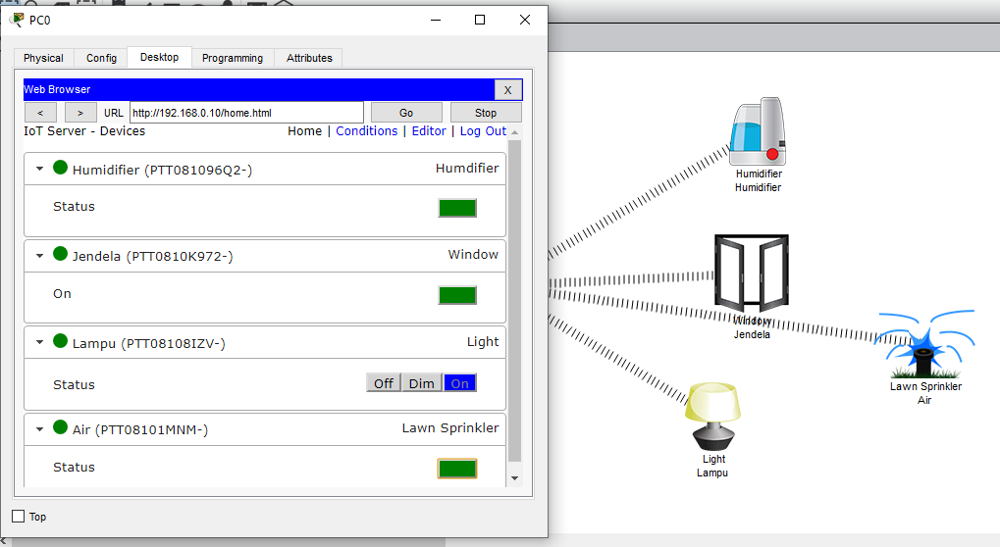 PC0
Physical Config Desktop Programming Attributes
Web Browser X
< > URL http://192.168.0.10/home.html Go Stop
IoT Server - Devices Home | Conditions | Editor | Log Out
Humidifier (PTT081096Q2-) Humdifier
Status
Jendela (PTT0810K972-) Window
On
Lampu (PTT08108IZV-) Light
Status Off Dim On
Air (PTT08101MNM-) Lawn Sprinkler
Status
Top
Humidifier
Humidifier
Window
Jendela
Lawn Sprinkler
Air
Light
Lampu